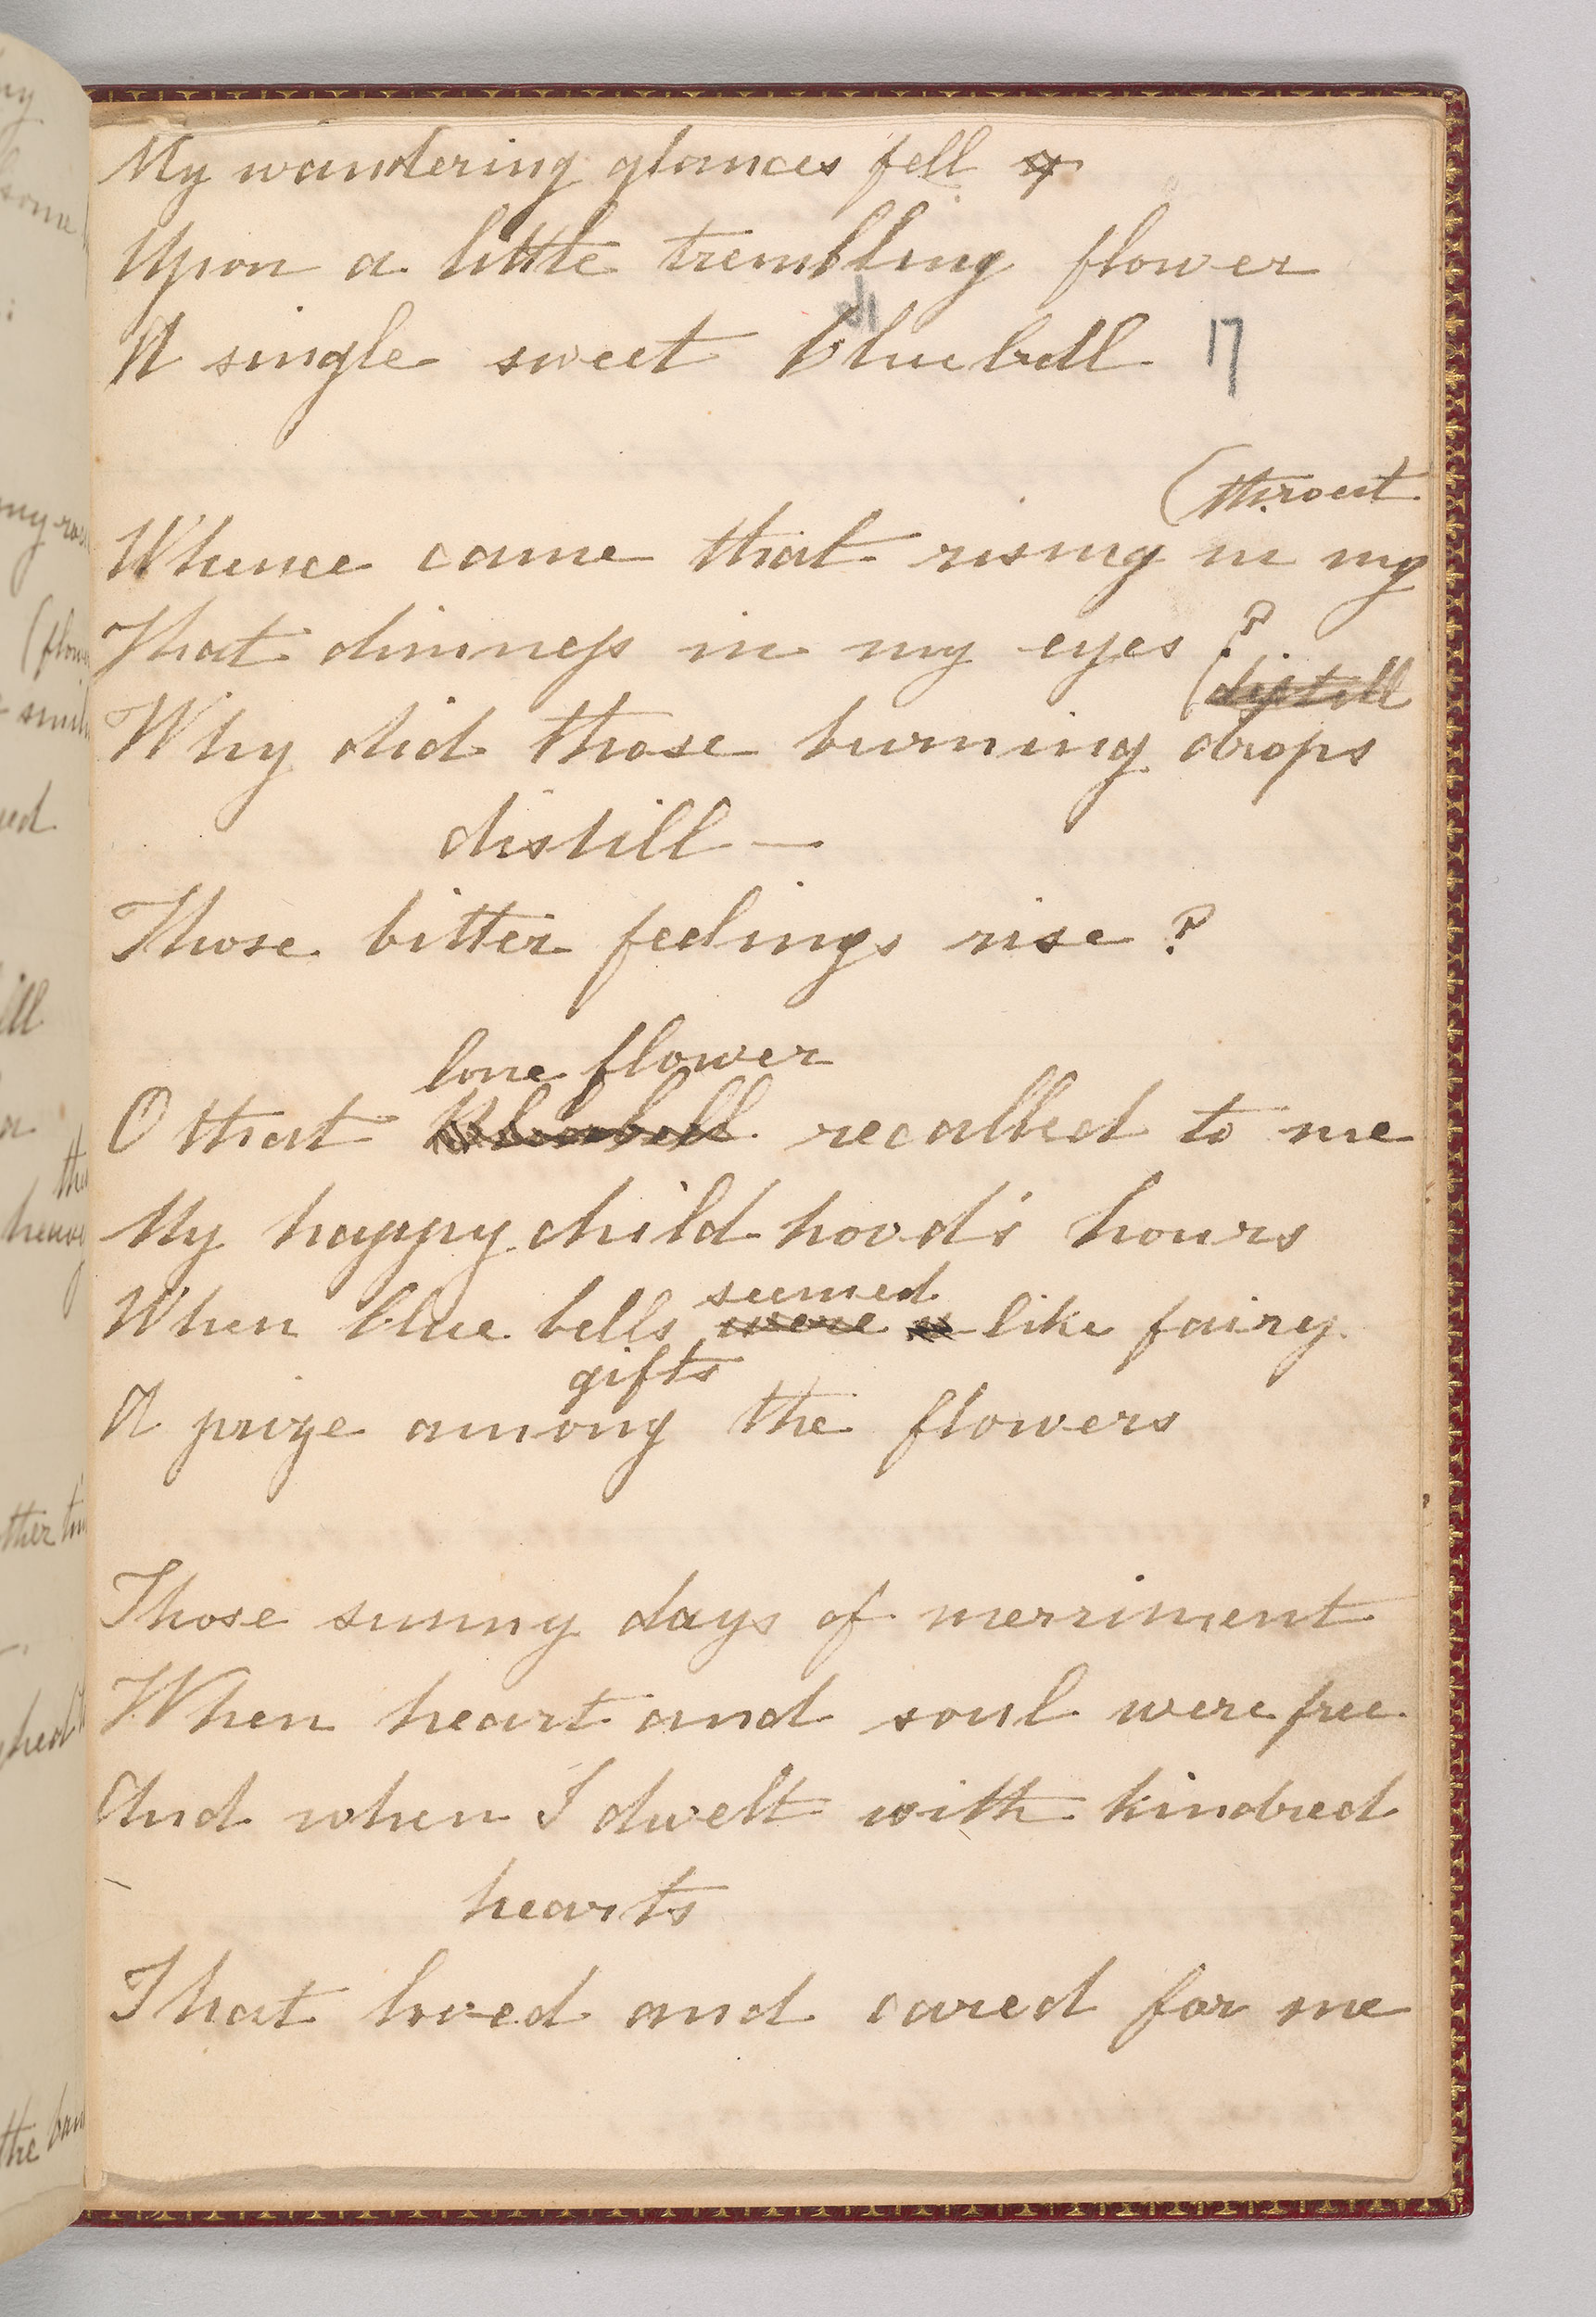 My wandering glances fell
Upon a little trembling flower
A single sweet bluebell 17
(throat
Whence came that rising in my
That dimness in my eyes?
(distill
Why did those burning drops
distill —
Those bitter feelings rise?
lone flower
O that Bluebell recalled to me
My happy childhood's hours
seemed
When blue bells were like fairy
gifts
A prize among the flowers
Those sunny days of merriment
When heart and soul were free
And when I dwelt with kindred
hearts
That loved and cared for me